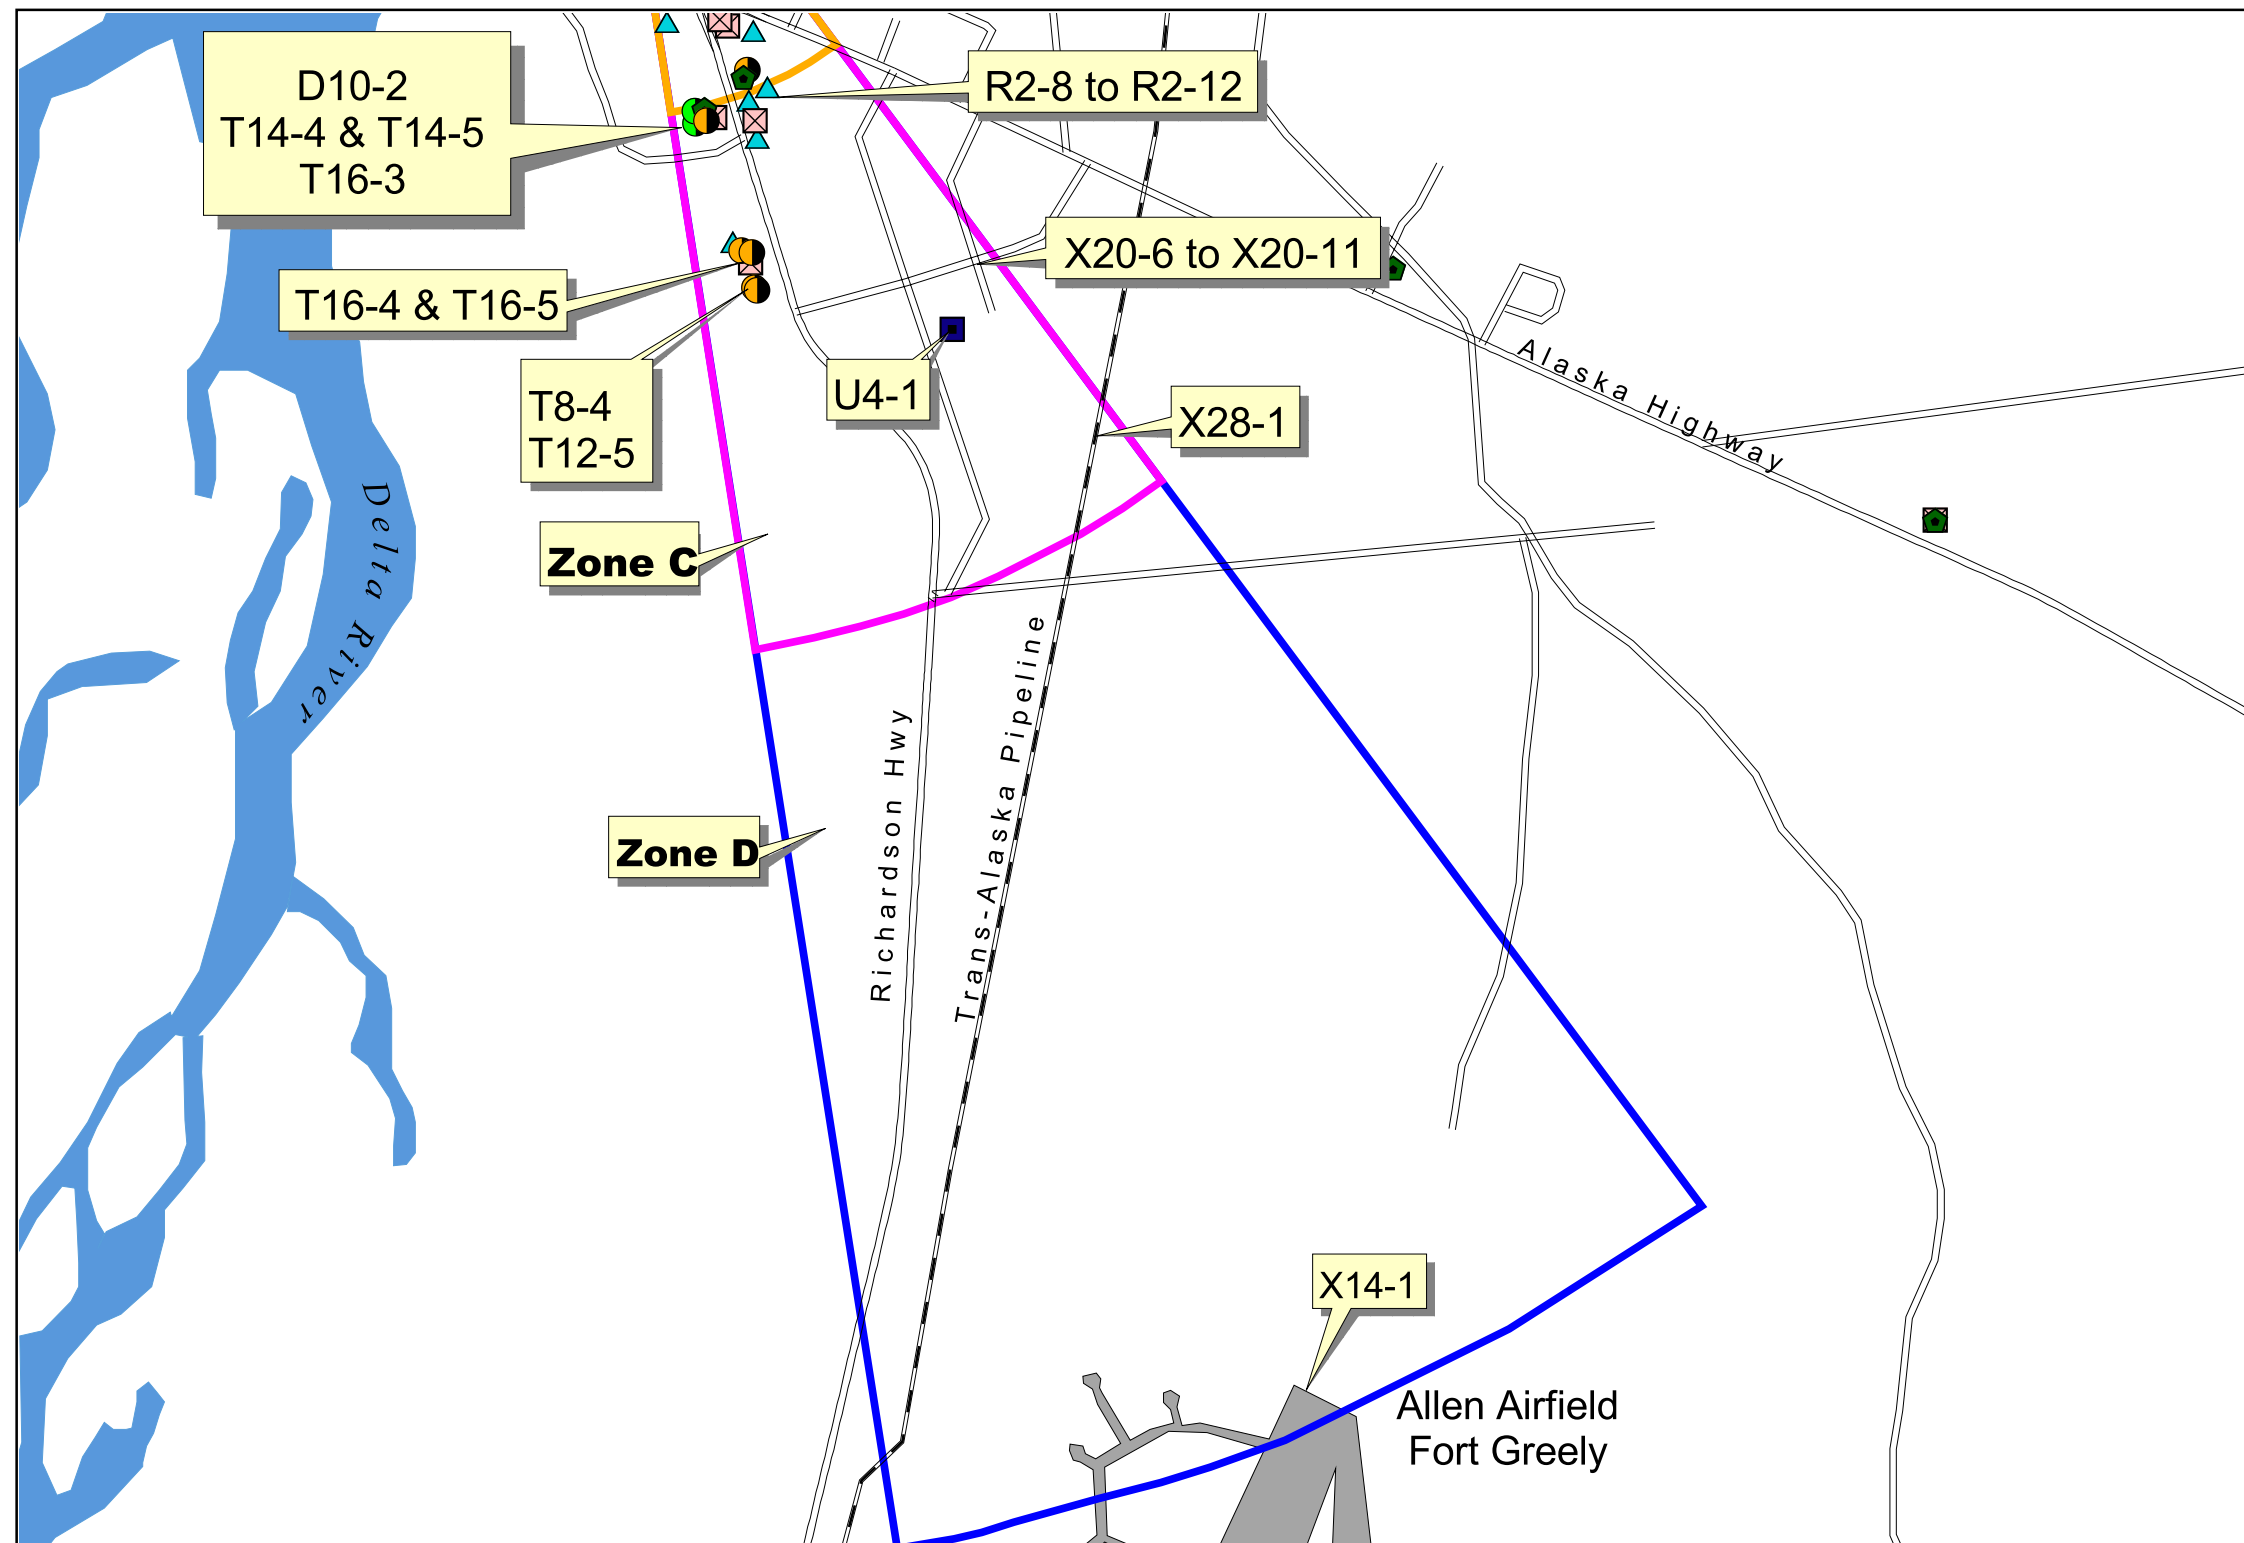 D10-2
T14-4 & T14-5
T16-3
R2-8 to R2-12
X20-6 to X20-11
T16-4 & T16-5
T8-4
T12-5
U4-1
X28-1
Alaska Highway
Delta River
Zone C
Zone D
Richardson Hwy
Trans-Alaska Pipeline
X14-1
Allen Airfield
Fort Greely